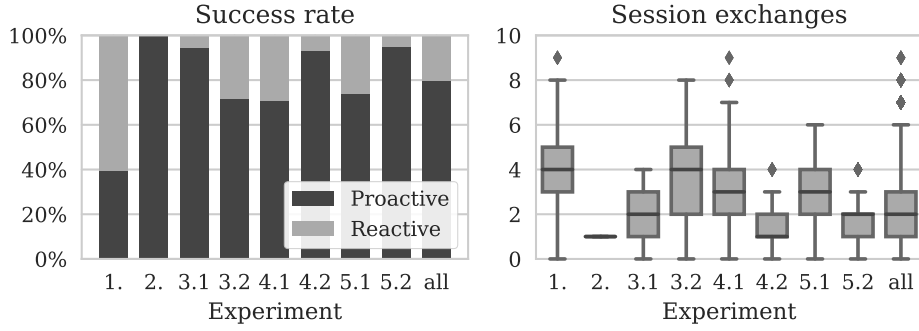 Success rate
100%
80%
60%
40%
20%
0%
Proactive
Reactive
1. 2. 3.1 3.2 4.1 4.2 5.1 5.2 all
Experiment
Session exchanges
10
8
6
4
2
0
1. 2. 3.1 3.2 4.1 4.2 5.1 5.2 all
Experiment